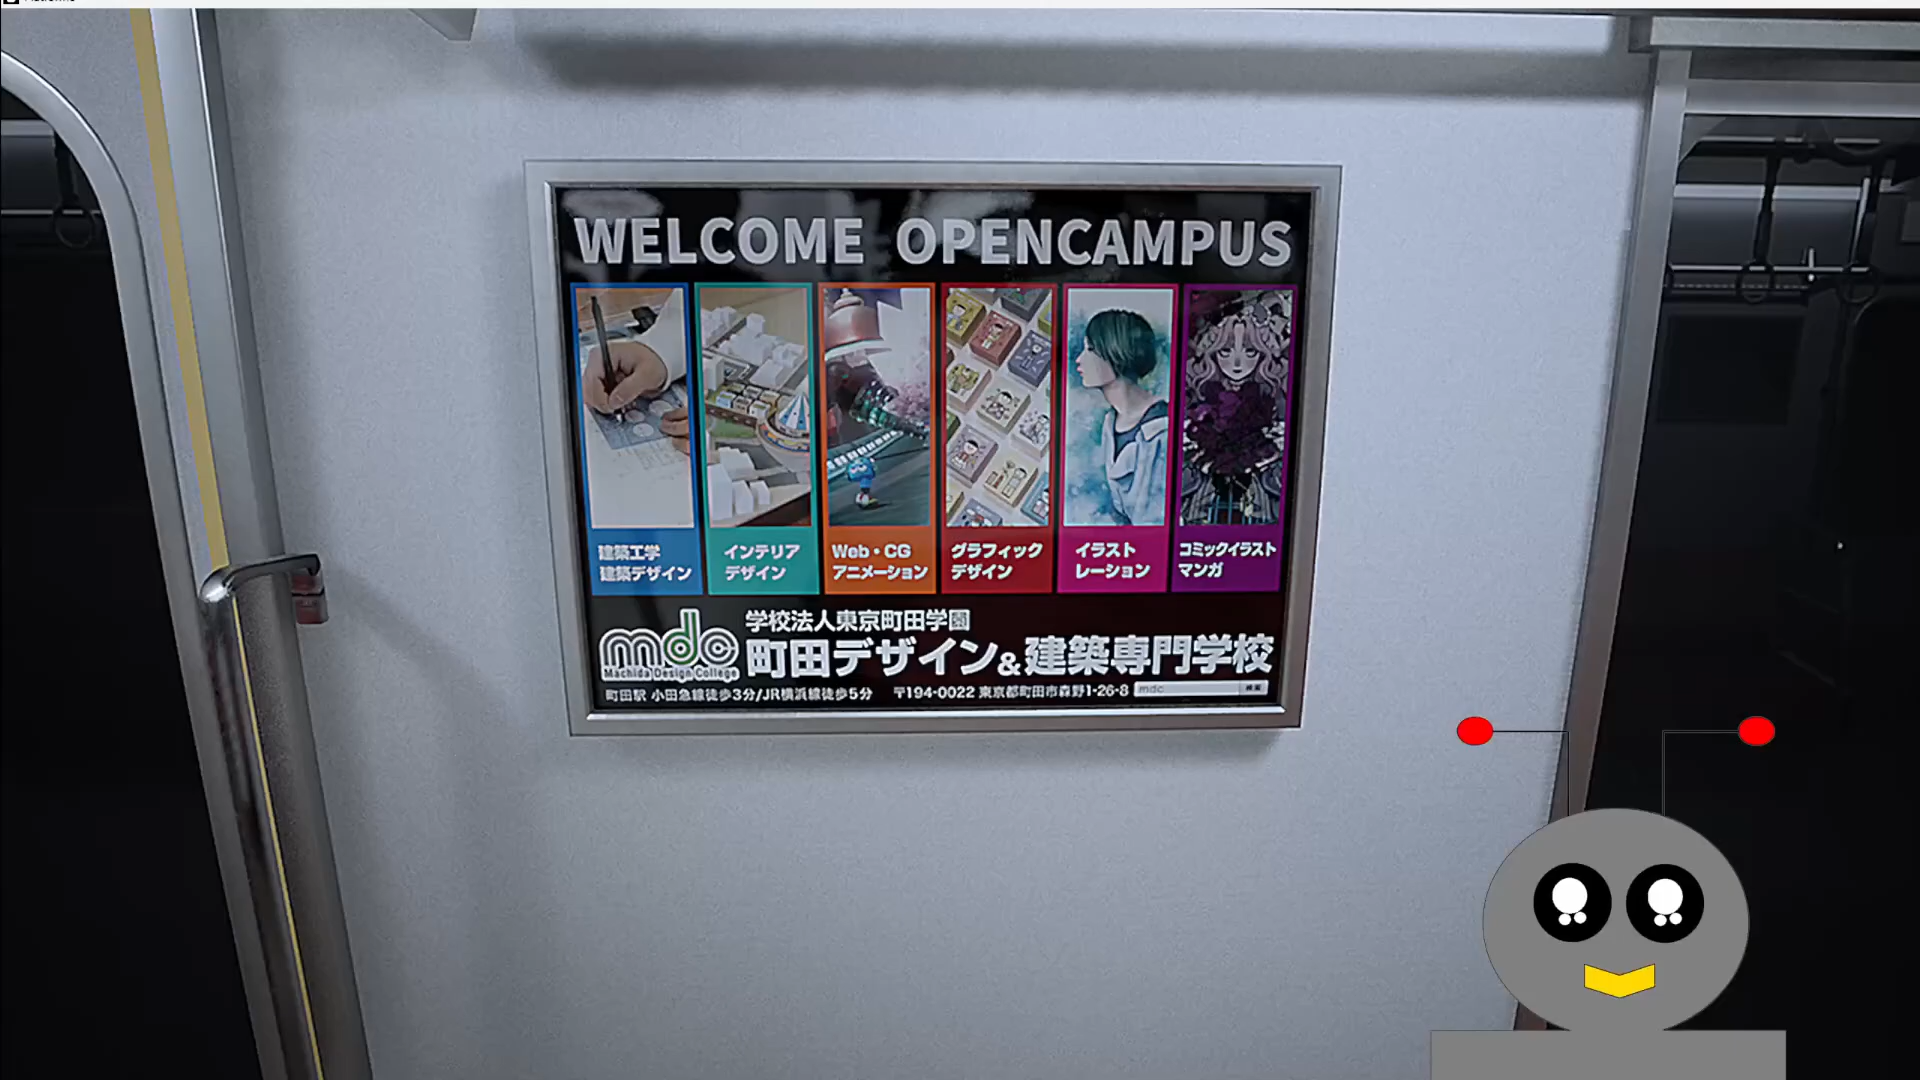 WELCOME OPENCAMPUS
建築工学
建築デザイン
インテリア
デザイン
Web・CG
アニメーション
グラフィック
デザイン
イラスト
レーション
コミックイラスト
マンガ
mdc
Machida Design College
学校法人東京町田学園
町田デザイン&建築専門学校
町田駅 小田急線徒歩3分/JR横浜線徒歩5分 〒194-0022 東京都町田市森野1-26-8 mdc 検索